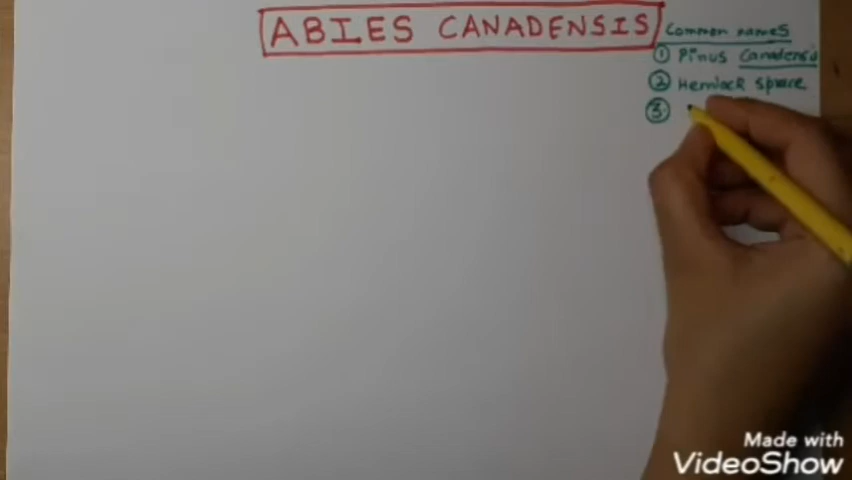 ABIES CANADENSIS
Common names
① Pinus Canadensis
② Hemlock spruce
③
Made with
VideoShow